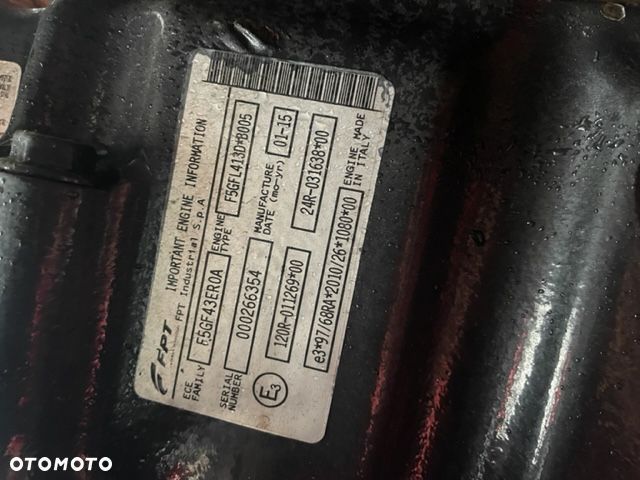 FPT
IMPORTANT ENGINE INFORMATION
FPT Industrial S.p.A
ECE FAMILY F5GF43ER0A ENGINE TYPE F5GFL413D*B005
SERIAL NUMBER 000266354 MANUFACTURE DATE (mo-yr) 01-15
E3 120R-011269*00 24R-031638*00
e3*97/68RA*2010/26*1080*00 ENGINE MADE IN ITALY
OTOMOTO